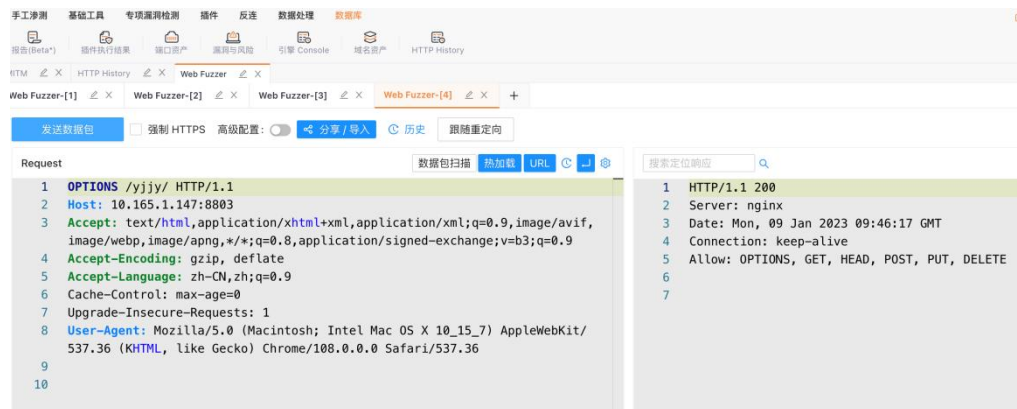 手工渗测 基础工具 专项漏洞检测 插件 反连 数据处理 数据库
报告(Beta*) 插件执行结果 端口资产 漏洞与风险 引擎 Console 域名资产 HTTP History
MITM HTTP History Web Fuzzer
Web Fuzzer-[1] Web Fuzzer-[2] Web Fuzzer-[3] Web Fuzzer-[4]
发送数据包 强制 HTTPS 高级配置: 分享 / 导入 历史 跟随重定向
Request 数据包扫描 热加载 URL 搜索定位响应
1 OPTIONS /yjjy/ HTTP/1.1
2 Host: 10.165.1.147:8803
3 Accept: text/html,application/xhtml+xml,application/xml;q=0.9,image/avif,
image/webp,image/apng,*/*;q=0.8,application/signed-exchange;v=b3;q=0.9
4 Accept-Encoding: gzip, deflate
5 Accept-Language: zh-CN,zh;q=0.9
6 Cache-Control: max-age=0
7 Upgrade-Insecure-Requests: 1
8 User-Agent: Mozilla/5.0 (Macintosh; Intel Mac OS X 10_15_7) AppleWebKit/
537.36 (KHTML, like Gecko) Chrome/108.0.0.0 Safari/537.36
9
10
1 HTTP/1.1 200
2 Server: nginx
3 Date: Mon, 09 Jan 2023 09:46:17 GMT
4 Connection: keep-alive
5 Allow: OPTIONS, GET, HEAD, POST, PUT, DELETE
6
7